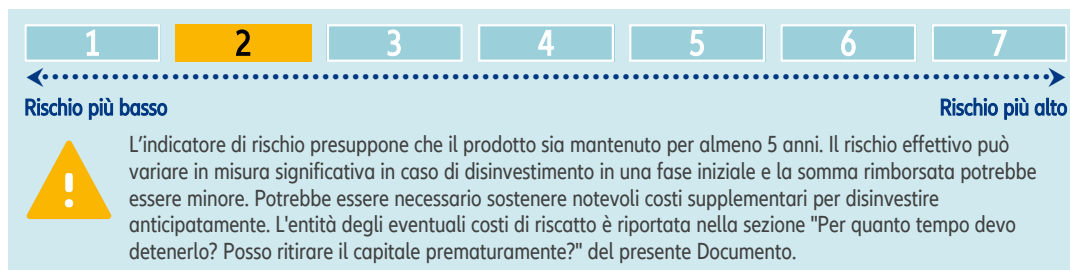 1 2 3 4 5 6 7
Rischio più basso Rischio più alto
L'indicatore di rischio presuppone che il prodotto sia mantenuto per almeno 5 anni. Il rischio effettivo può
variare in misura significativa in caso di disinvestimento in una fase iniziale e la somma rimborsata potrebbe
essere minore. Potrebbe essere necessario sostenere notevoli costi supplementari per disinvestire
anticipatamente. L'entità degli eventuali costi di riscatto è riportata nella sezione "Per quanto tempo devo
detenerlo? Posso ritirare il capitale prematuramente?" del presente Documento.